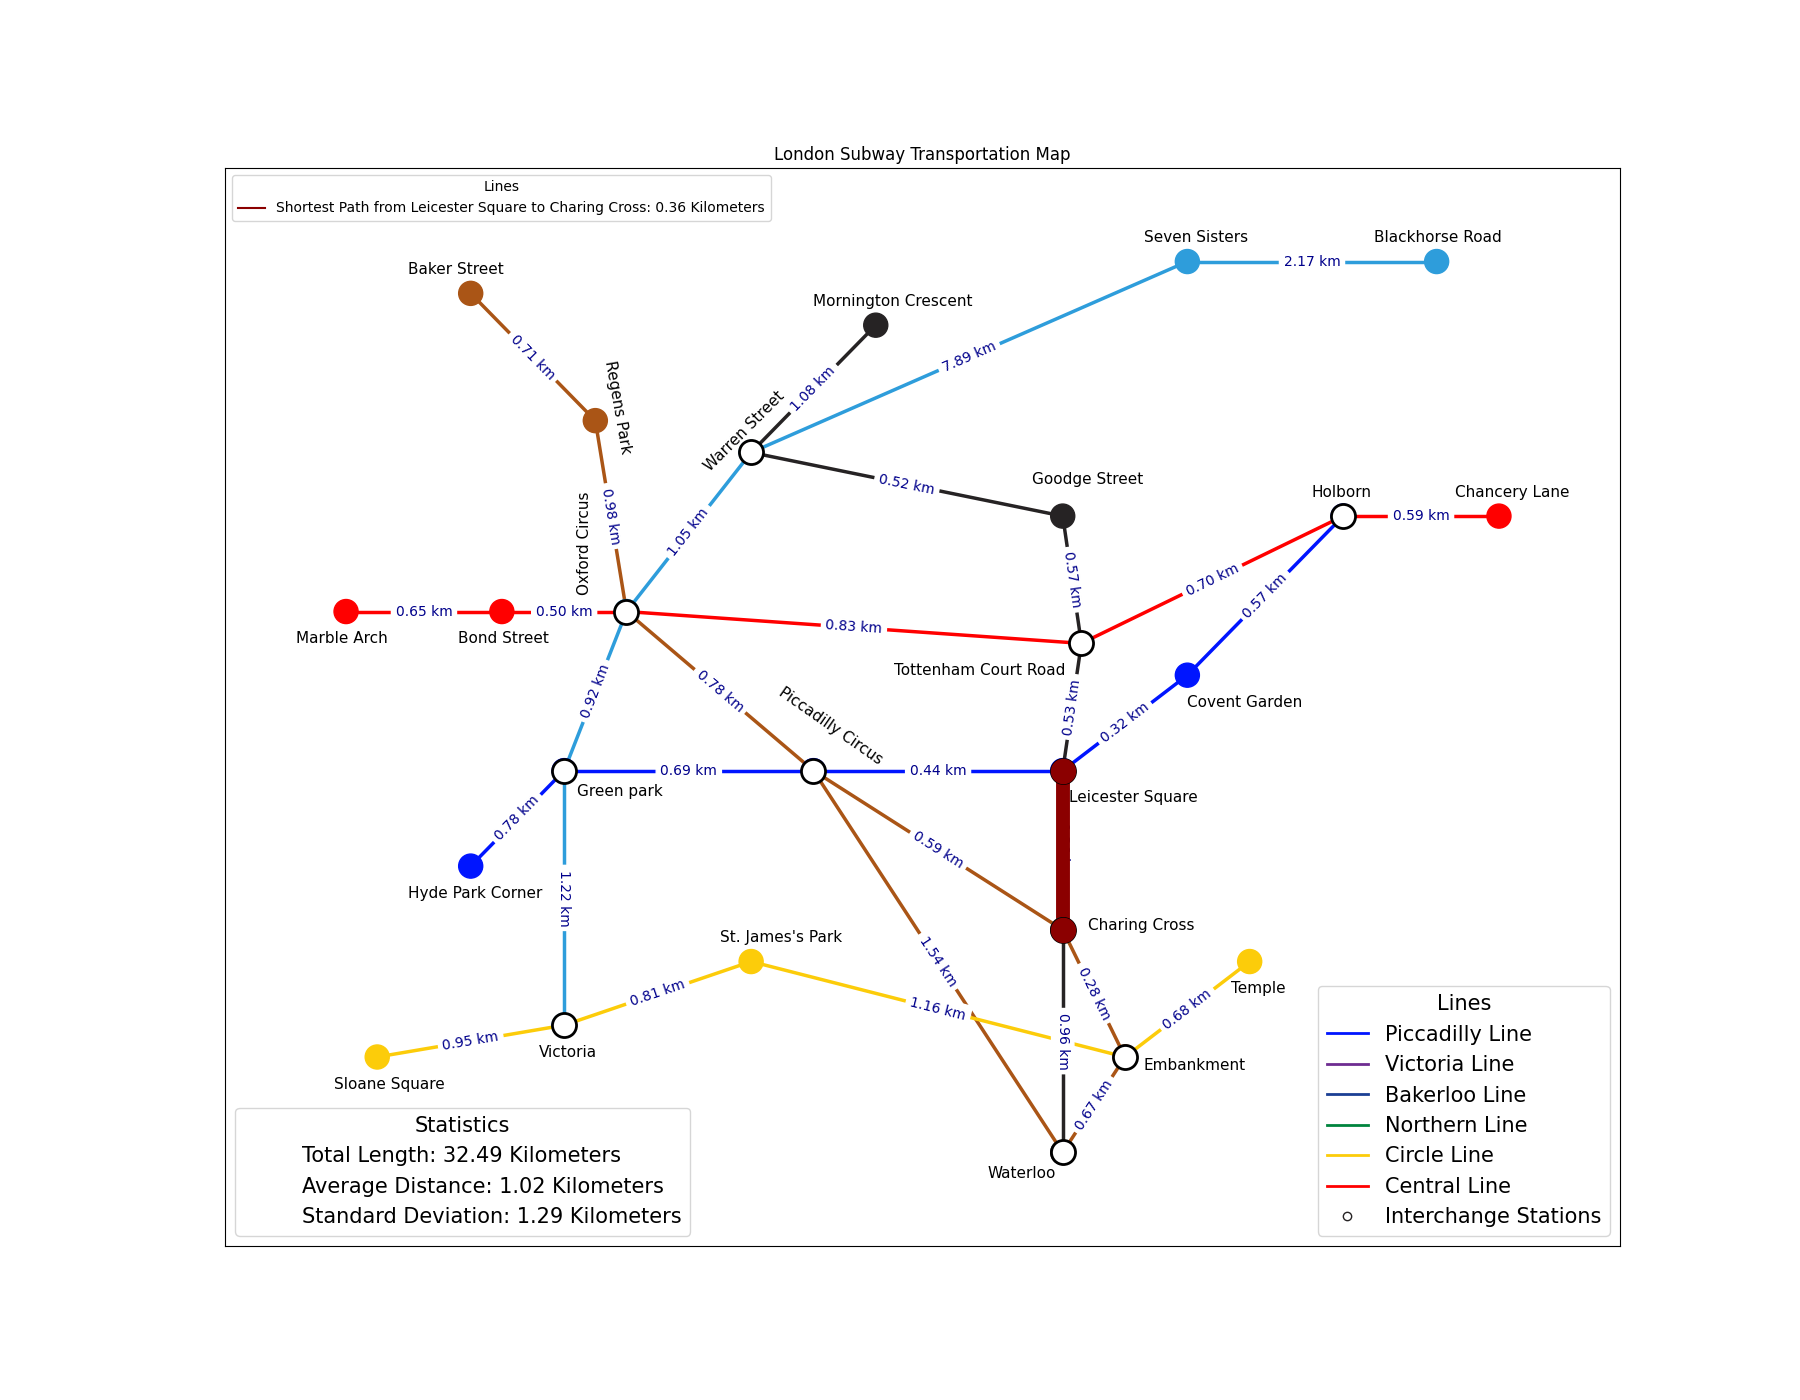 London Subway Transportation Map
Lines
Shortest Path from Leicester Square to Charing Cross: 0.36 Kilometers
Seven Sisters
Blackhorse Road
2.17 km
Baker Street
Mornington Crescent
0.71 km
7.89 km
1.08 km
Regens Park
Warren Street
0.52 km
Goodge Street
Holborn
Chancery Lane
0.98 km
0.59 km
Oxford Circus
1.05 km
0.57 km
0.70 km
0.57 km
0.65 km
0.50 km
0.83 km
Marble Arch
Bond Street
Tottenham Court Road
0.92 km
0.78 km
0.53 km
Covent Garden
Piccadilly Circus
0.32 km
0.69 km
0.44 km
Green park
Leicester Square
0.78 km
0.59 km
Hyde Park Corner
1.22 km
Charing Cross
St. James's Park
1.54 km
0.28 km
Temple
0.81 km
1.16 km
0.68 km
0.95 km
0.96 km
Victoria
Embankment
Sloane Square
0.67 km
Waterloo
Statistics
Total Length: 32.49 Kilometers
Average Distance: 1.02 Kilometers
Standard Deviation: 1.29 Kilometers
Lines
Piccadilly Line
Victoria Line
Bakerloo Line
Northern Line
Circle Line
Central Line
Interchange Stations